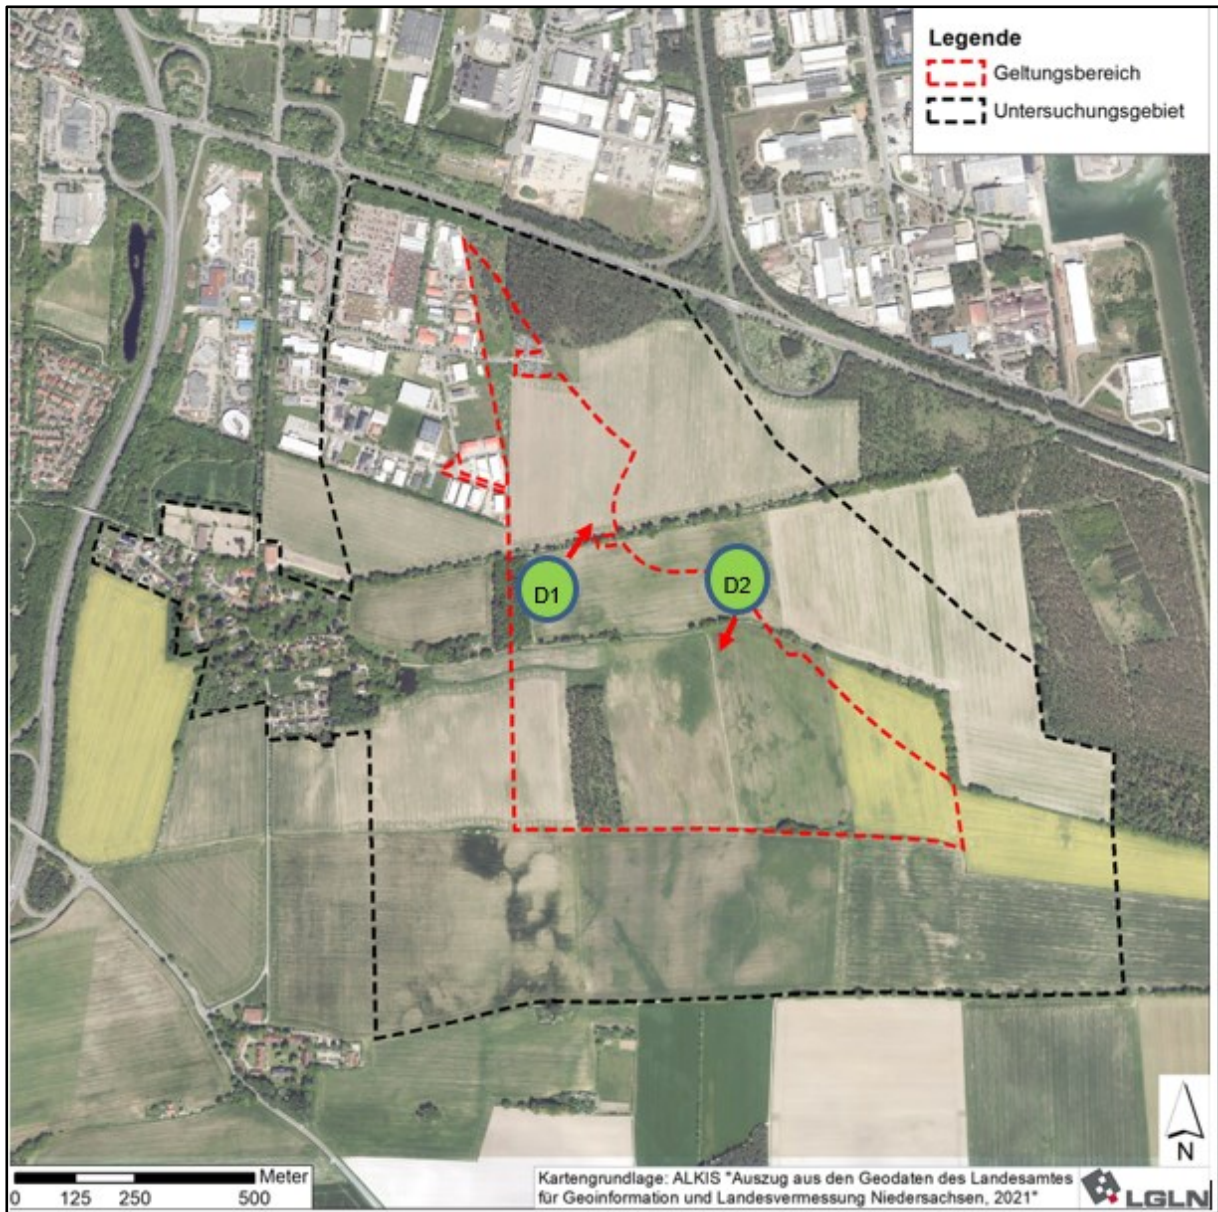 Legende
Geltungsbereich
Untersuchungsgebiet
D1
D2
N
Meter
0 125 250 500
Kartengrundlage: ALKIS "Auszug aus den Geodaten des Landesamtes
für Geoinformation und Landesvermessung Niedersachsen, 2021"
LGLN